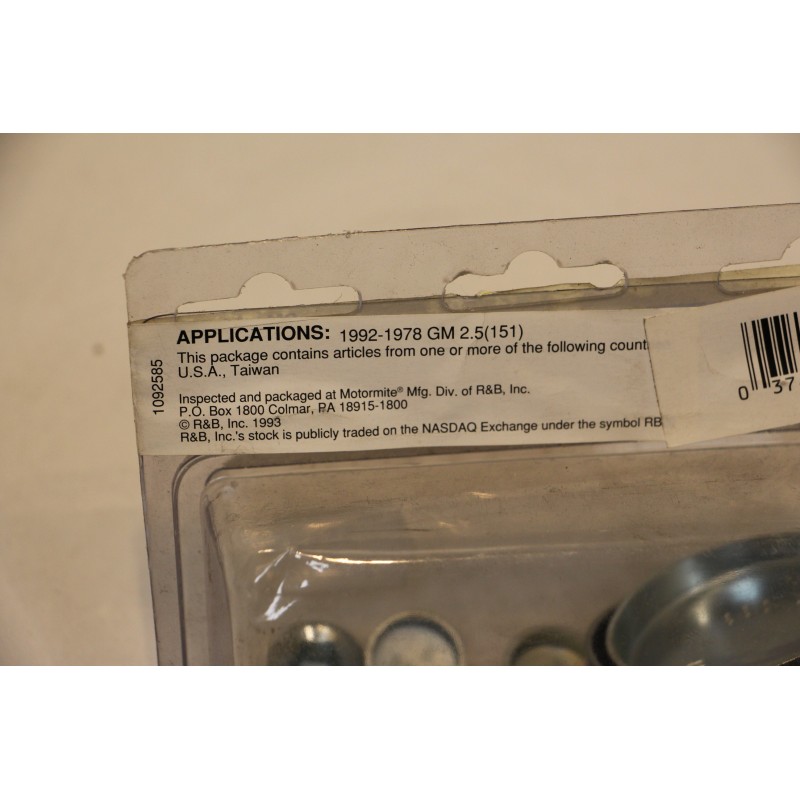 APPLICATIONS: 1992-1978 GM 2.5(151)
This package contains articles from one or more of the following count
U.S.A., Taiwan
Inspected and packaged at Motormite® Mfg. Div. of R&B, Inc.
P.O. Box 1800 Colmar, PA 18915-1800
© R&B, Inc. 1993
R&B, Inc.'s stock is publicly traded on the NASDAQ Exchange under the symbol RB
1092585
0 37